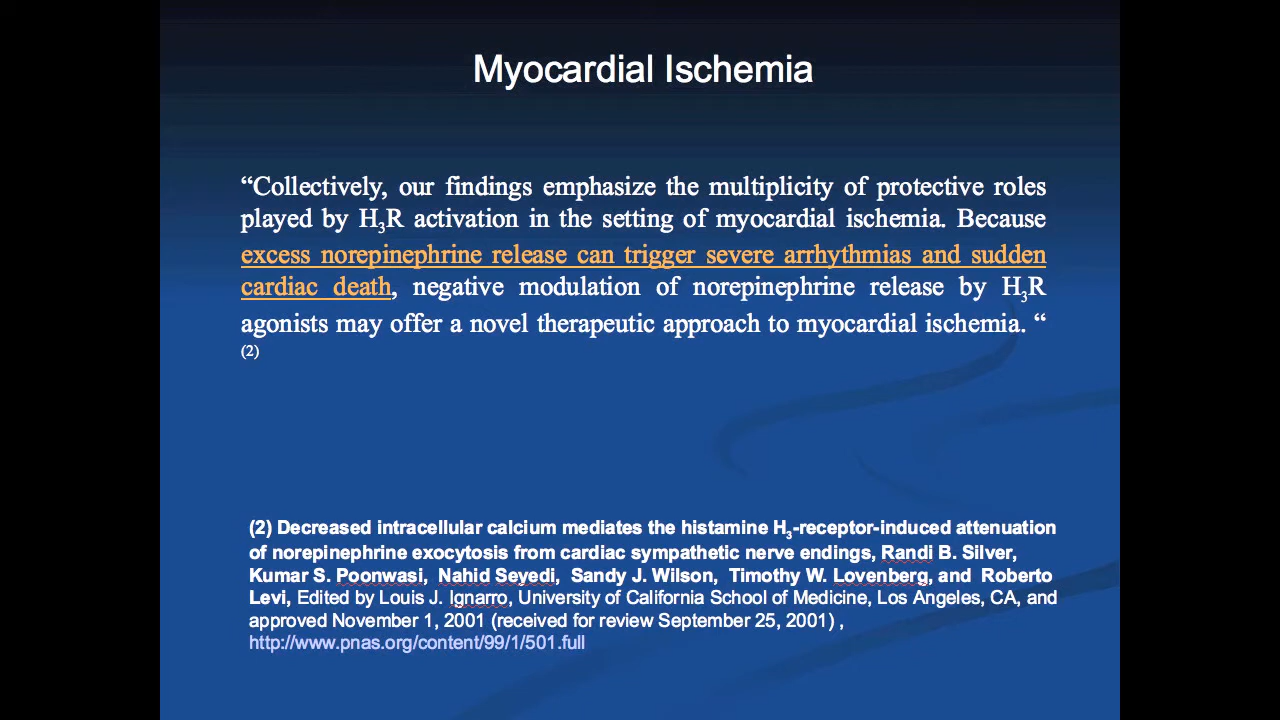 Myocardial Ischemia
“Collectively, our findings emphasize the multiplicity of protective roles
played by H₃R activation in the setting of myocardial ischemia. Because
excess norepinephrine release can trigger severe arrhythmias and sudden
cardiac death, negative modulation of norepinephrine release by H₃R
agonists may offer a novel therapeutic approach to myocardial ischemia. “
(2)
(2) Decreased intracellular calcium mediates the histamine H₃-receptor-induced attenuation
of norepinephrine exocytosis from cardiac sympathetic nerve endings, Randi B. Silver,
Kumar S. Poonwasi, Nahid Seyedi, Sandy J. Wilson, Timothy W. Lovenberg, and Roberto
Levi, Edited by Louis J. Ignarro, University of California School of Medicine, Los Angeles, CA, and
approved November 1, 2001 (received for review September 25, 2001) ,
http://www.pnas.org/content/99/1/501.full